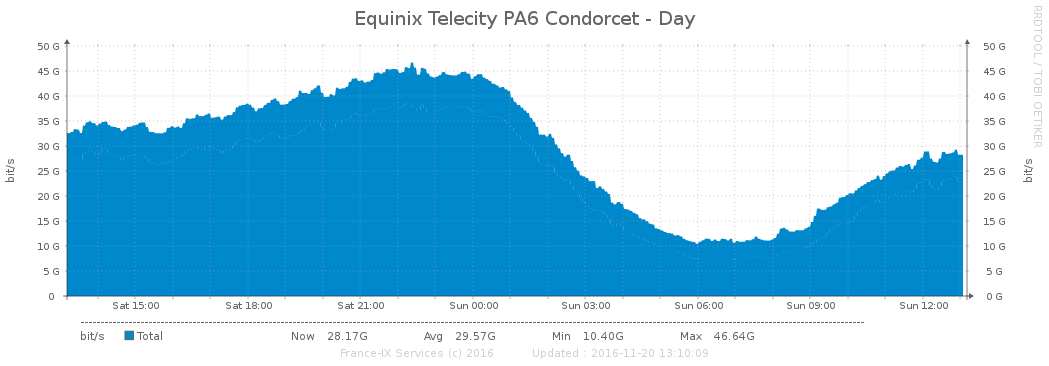 Equinix Telecity PA6 Condorcet - Day
RRDTOOL / TOBI OETIKER
bit/s
50 G 50 G
45 G 45 G
40 G 40 G
35 G 35 G
30 G 30 G
25 G 25 G
20 G 20 G
15 G 15 G
10 G 10 G
5 G 5 G
0 0 G
bit/s
Sat 15:00 Sat 18:00 Sat 21:00 Sun 00:00 Sun 03:00 Sun 06:00 Sun 09:00 Sun 12:00
bit/s Total Now 28.17G Avg 29.57G Min 10.40G Max 46.64G
France-IX Services (c) 2016 Updated : 2016-11-20 13:10:09